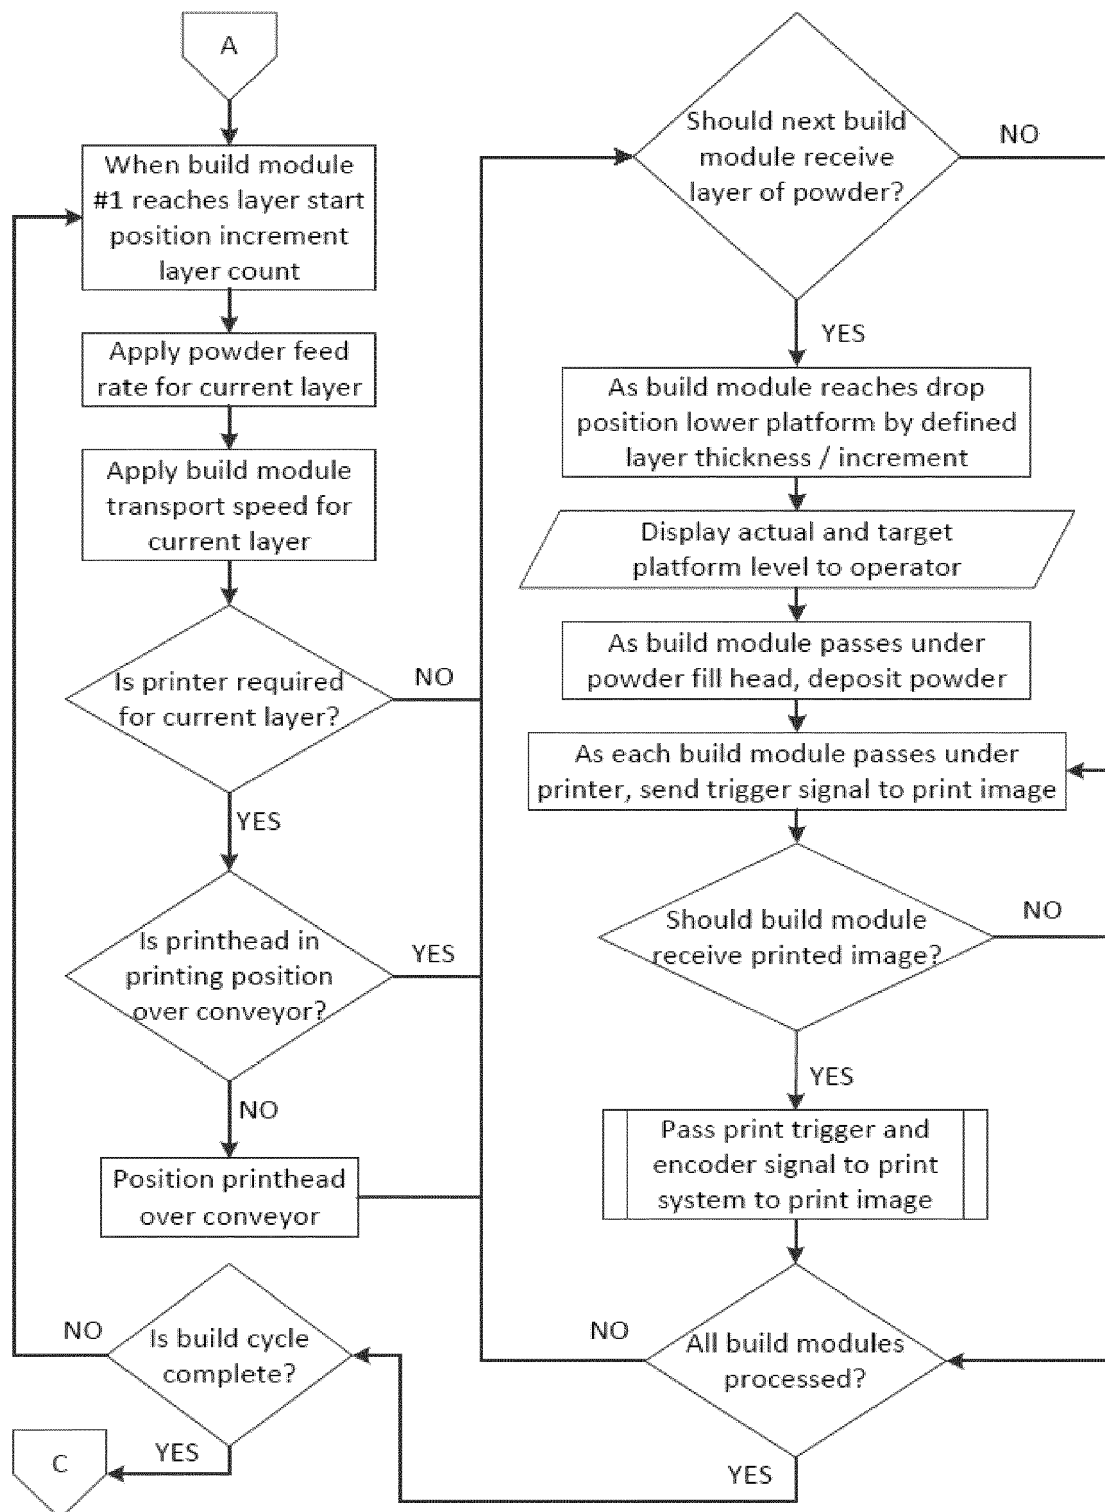 A
When build module
#1 reaches layer start
position increment
layer count
Apply powder feed
rate for current layer
Apply build module
transport speed for
current layer
Is printer required
for current layer?
NO
YES
Is printhead in
printing position
over conveyor?
YES
NO
Position printhead
over conveyor
Is build cycle
complete?
NO
YES
C
Should next build
module receive
layer of powder?
NO
YES
As build module reaches drop
position lower platform by defined
layer thickness / increment
Display actual and target
platform level to operator
As build module passes under
powder fill head, deposit powder
As each build module passes under
printer, send trigger signal to print image
Should build module
receive printed image?
NO
YES
Pass print trigger and
encoder signal to print
system to print image
All build modules
processed?
NO
YES